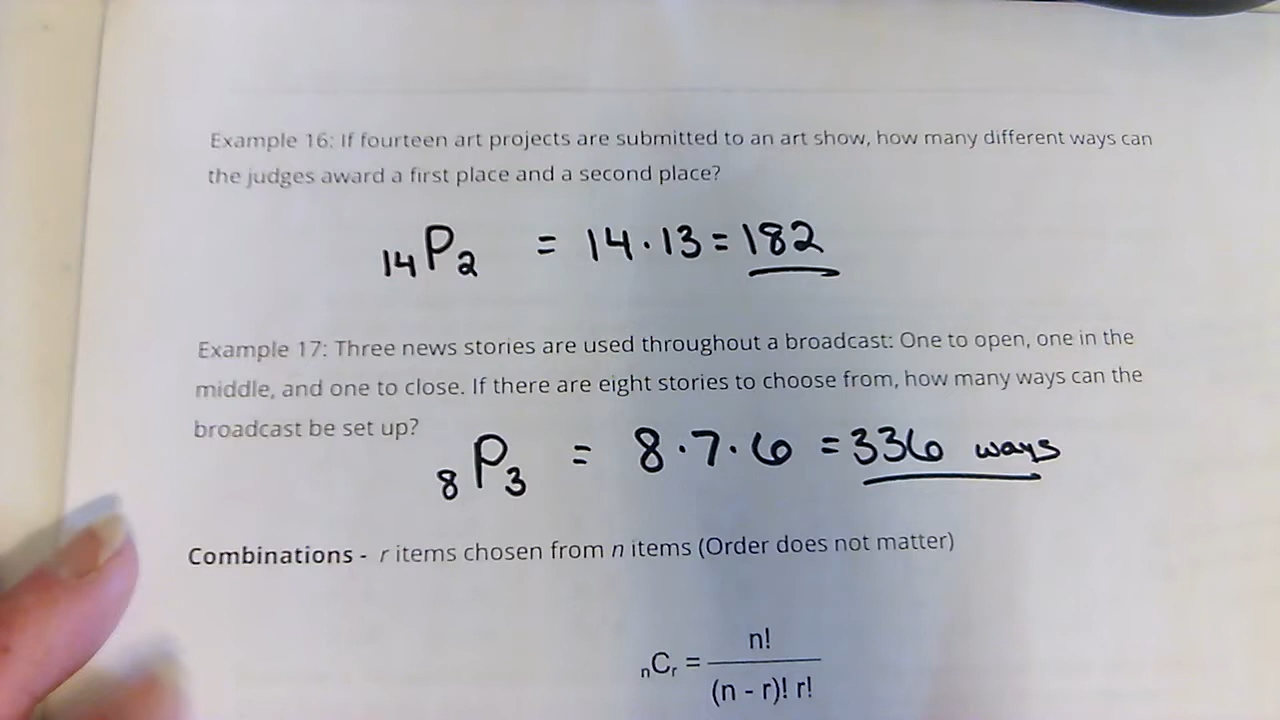 Example 16: If fourteen art projects are submitted to an art show, how many different ways can
the judges award a first place and a second place?
₁₄P₂ = 14 · 13 = 182
Example 17: Three news stories are used throughout a broadcast: One to open, one in the
middle, and one to close. If there are eight stories to choose from, how many ways can the
broadcast be set up?
₈P₃ = 8 · 7 · 6 = 336 ways
Combinations - r items chosen from n items (Order does not matter)
ₙCᵣ = n! / (n - r)! r!